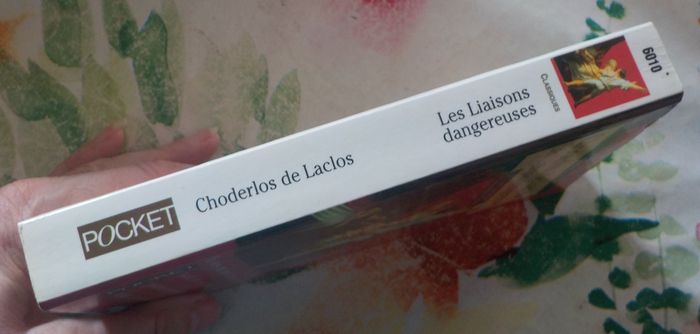 POCKET
Choderlos de Laclos
Les Liaisons
dangereuses
CLASSIQUES
6010